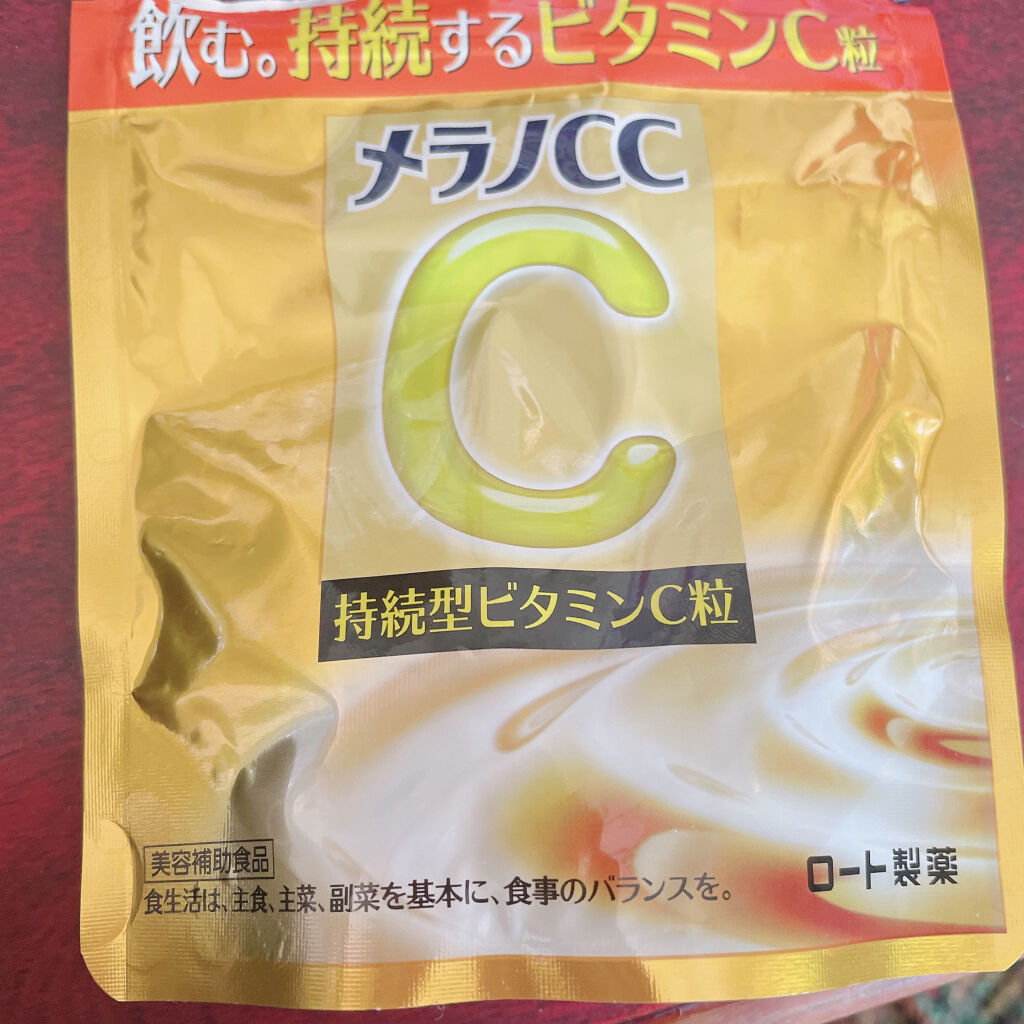 飲む。持続するビタミンC粒
メラノCC
C
持続型ビタミンC粒
美容補助食品
食生活は、主食、主菜、副菜を基本に、食事のバランスを。
ロート製薬